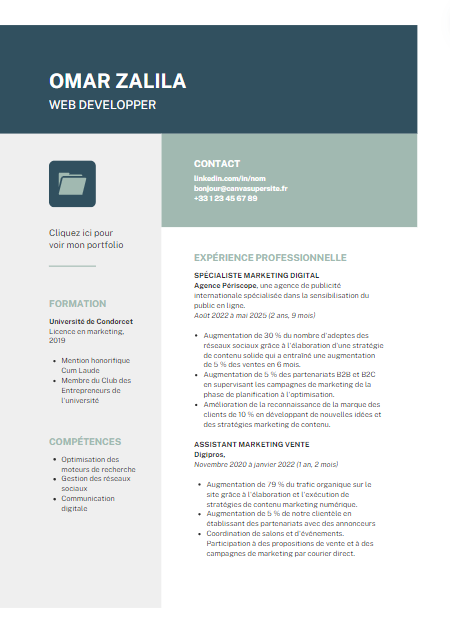 OMAR ZALILA
WEB DEVELOPPER
Cliquez ici pour
voir mon portfolio
FORMATION
Université de Condorcet
Licence en marketing,
2019
• Mention honorifique
Cum Laude
• Membre du Club des
Entrepreneurs de
l'université
COMPÉTENCES
• Optimisation des
moteurs de recherche
• Gestion des réseaux
sociaux
• Communication
digitale
CONTACT
linkedin.com/in/nom
bonjour@canvasupersite.fr
+33 1 23 45 67 89
EXPÉRIENCE PROFESSIONNELLE
SPÉCIALISTE MARKETING DIGITAL
Agence Périscope, une agence de publicité
internationale spécialisée dans la sensibilisation du
public en ligne.
Août 2022 à mai 2025 (2 ans, 9 mois)
• Augmentation de 30 % du nombre d'adeptes des
réseaux sociaux grâce à l'élaboration d'une stratégie
de contenu solide qui a entraîné une augmentation
de 5 % des ventes en 6 mois.
• Augmentation de 5 % des partenariats B2B et B2C
en supervisant les campagnes de marketing de la
phase de planification à l'optimisation.
• Amélioration de la reconnaissance de la marque des
clients de 10 % en développant de nouvelles idées et
des stratégies marketing de contenu.
ASSISTANT MARKETING VENTE
Digipros,
Novembre 2020 à janvier 2022 (1 an, 2 mois)
• Augmentation de 79 % du trafic organique sur le
site grâce à l'élaboration et l'exécution de
stratégies de contenu marketing numérique.
• Augmentation de 5 % de notre clientèle en
établissant des partenariats avec des annonceurs
• Coordination de salons et d'événements.
Participation à des propositions de vente et à des
campagnes de marketing par courier direct.